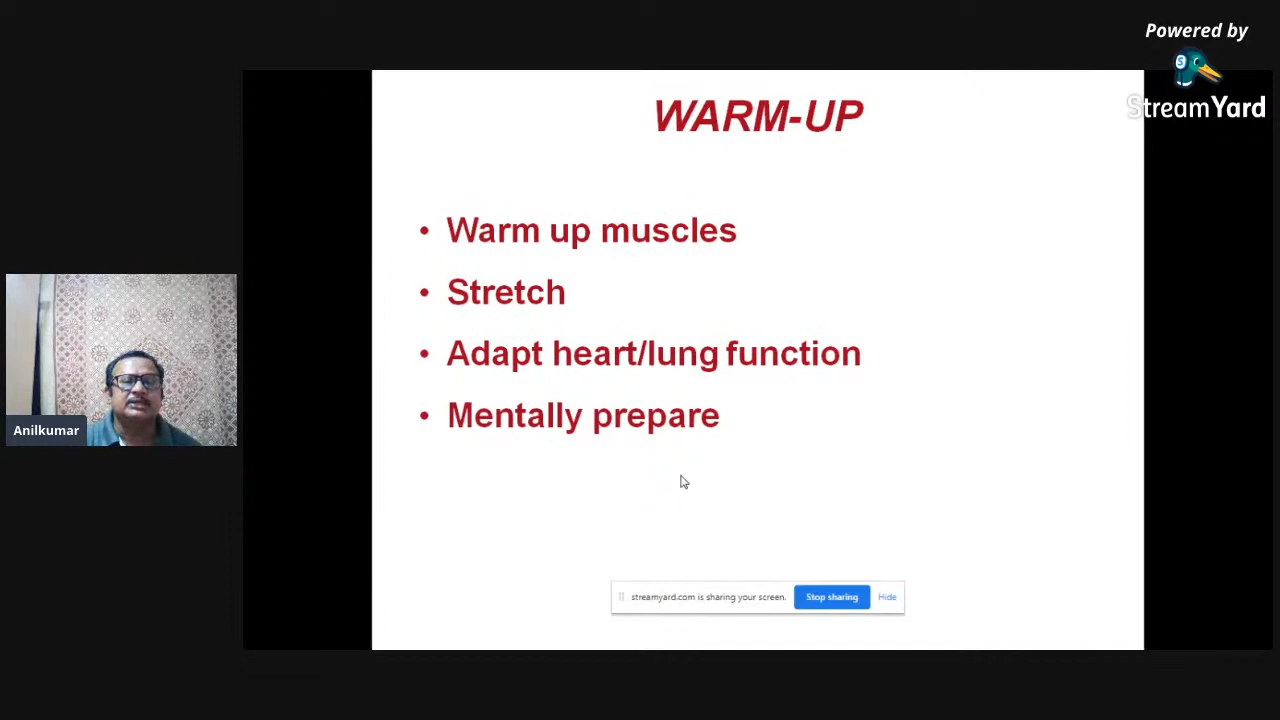 Powered by
StreamYard
WARM-UP
• Warm up muscles
• Stretch
• Adapt heart/lung function
• Mentally prepare
Anilkumar
streamyard.com is sharing your screen. Stop sharing Hide